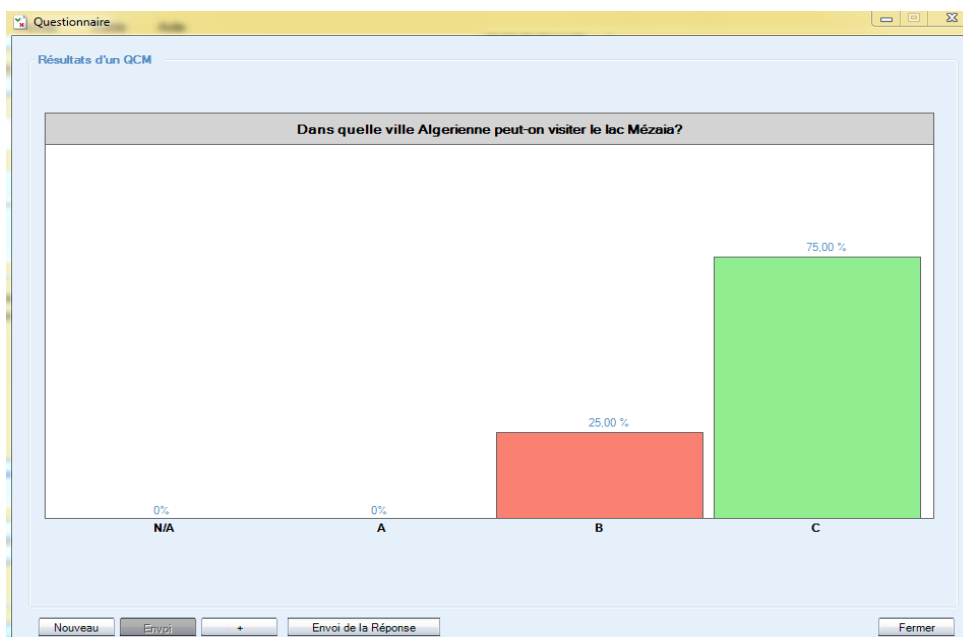 Questionnaire
Résultats d'un QCM
Dans quelle ville Algerienne peut-on visiter le lac Mézaia?
75,00 %
25,00 %
0%
0%
N/A
A
B
C
Nouveau
Envoi
+
Envoi de la Réponse
Fermer